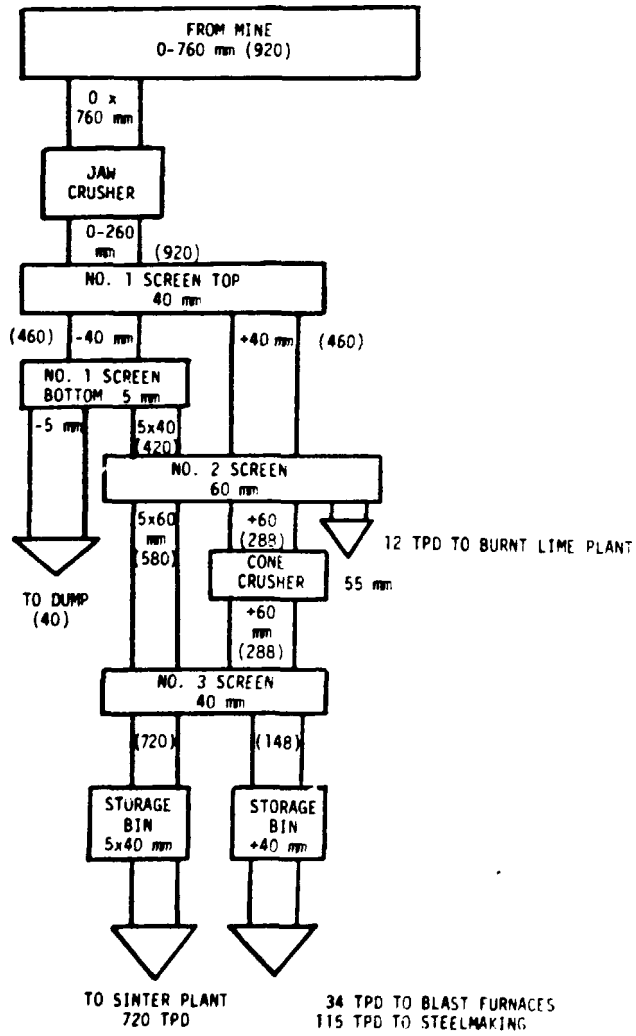 FROM MINE
0-760 mm (920)
0 x
760 mm
JAW
CRUSHER
0-260
mm
(920)
NO. 1 SCREEN TOP
40 mm
(460)
-40 mm
+40 mm
(460)
NO. 1 SCREEN
BOTTOM 5 mm
-5 mm
5x40
(420)
NO. 2 SCREEN
60 mm
5x60
mm
(580)
+60
(288)
12 TPD TO BURNT LIME PLANT
CONE
CRUSHER
55 mm
TO DUMP
(40)
+60
mm
(288)
NO. 3 SCREEN
40 mm
(720)
(148)
STORAGE
BIN
5x40 mm
STORAGE
BIN
+40 mm
TO SINTER PLANT
720 TPD
34 TPD TO BLAST FURNACES
115 TPD TO STEELMAKING